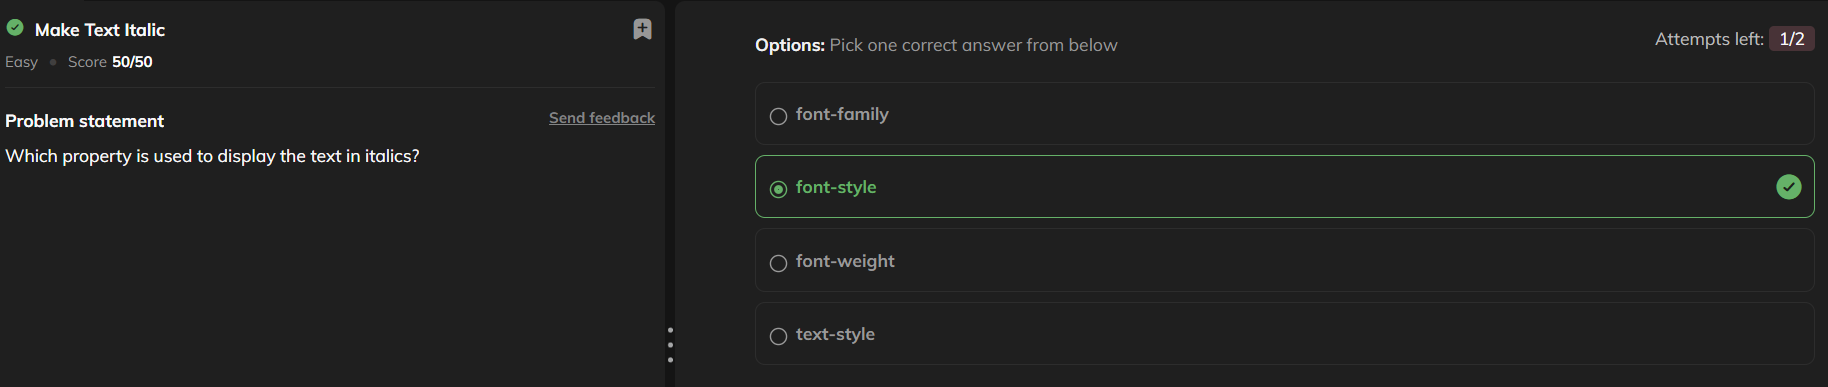 Make Text Italic
Easy • Score 50/50
Problem statement
Send feedback
Which property is used to display the text in italics?
Options: Pick one correct answer from below
Attempts left: 1/2
font-family
font-style
font-weight
text-style